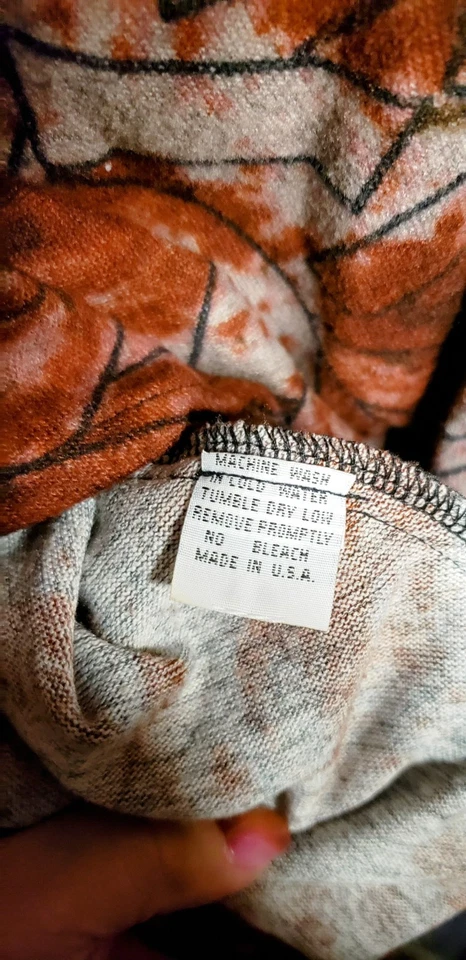 MACHINE WASH
IN COLD WATER
TUMBLE DRY LOW
REMOVE PROMPTLY
NO BLEACH
MADE IN U.S.A.